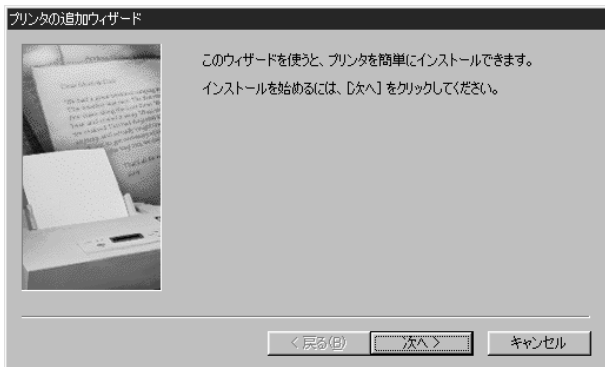 プリンタの追加ウィザード
このウィザードを使うと、プリンタを簡単にインストールできます。
インストールを始めるには、[次へ] をクリックしてください。
< 戻る(B)
次へ >
キャンセル